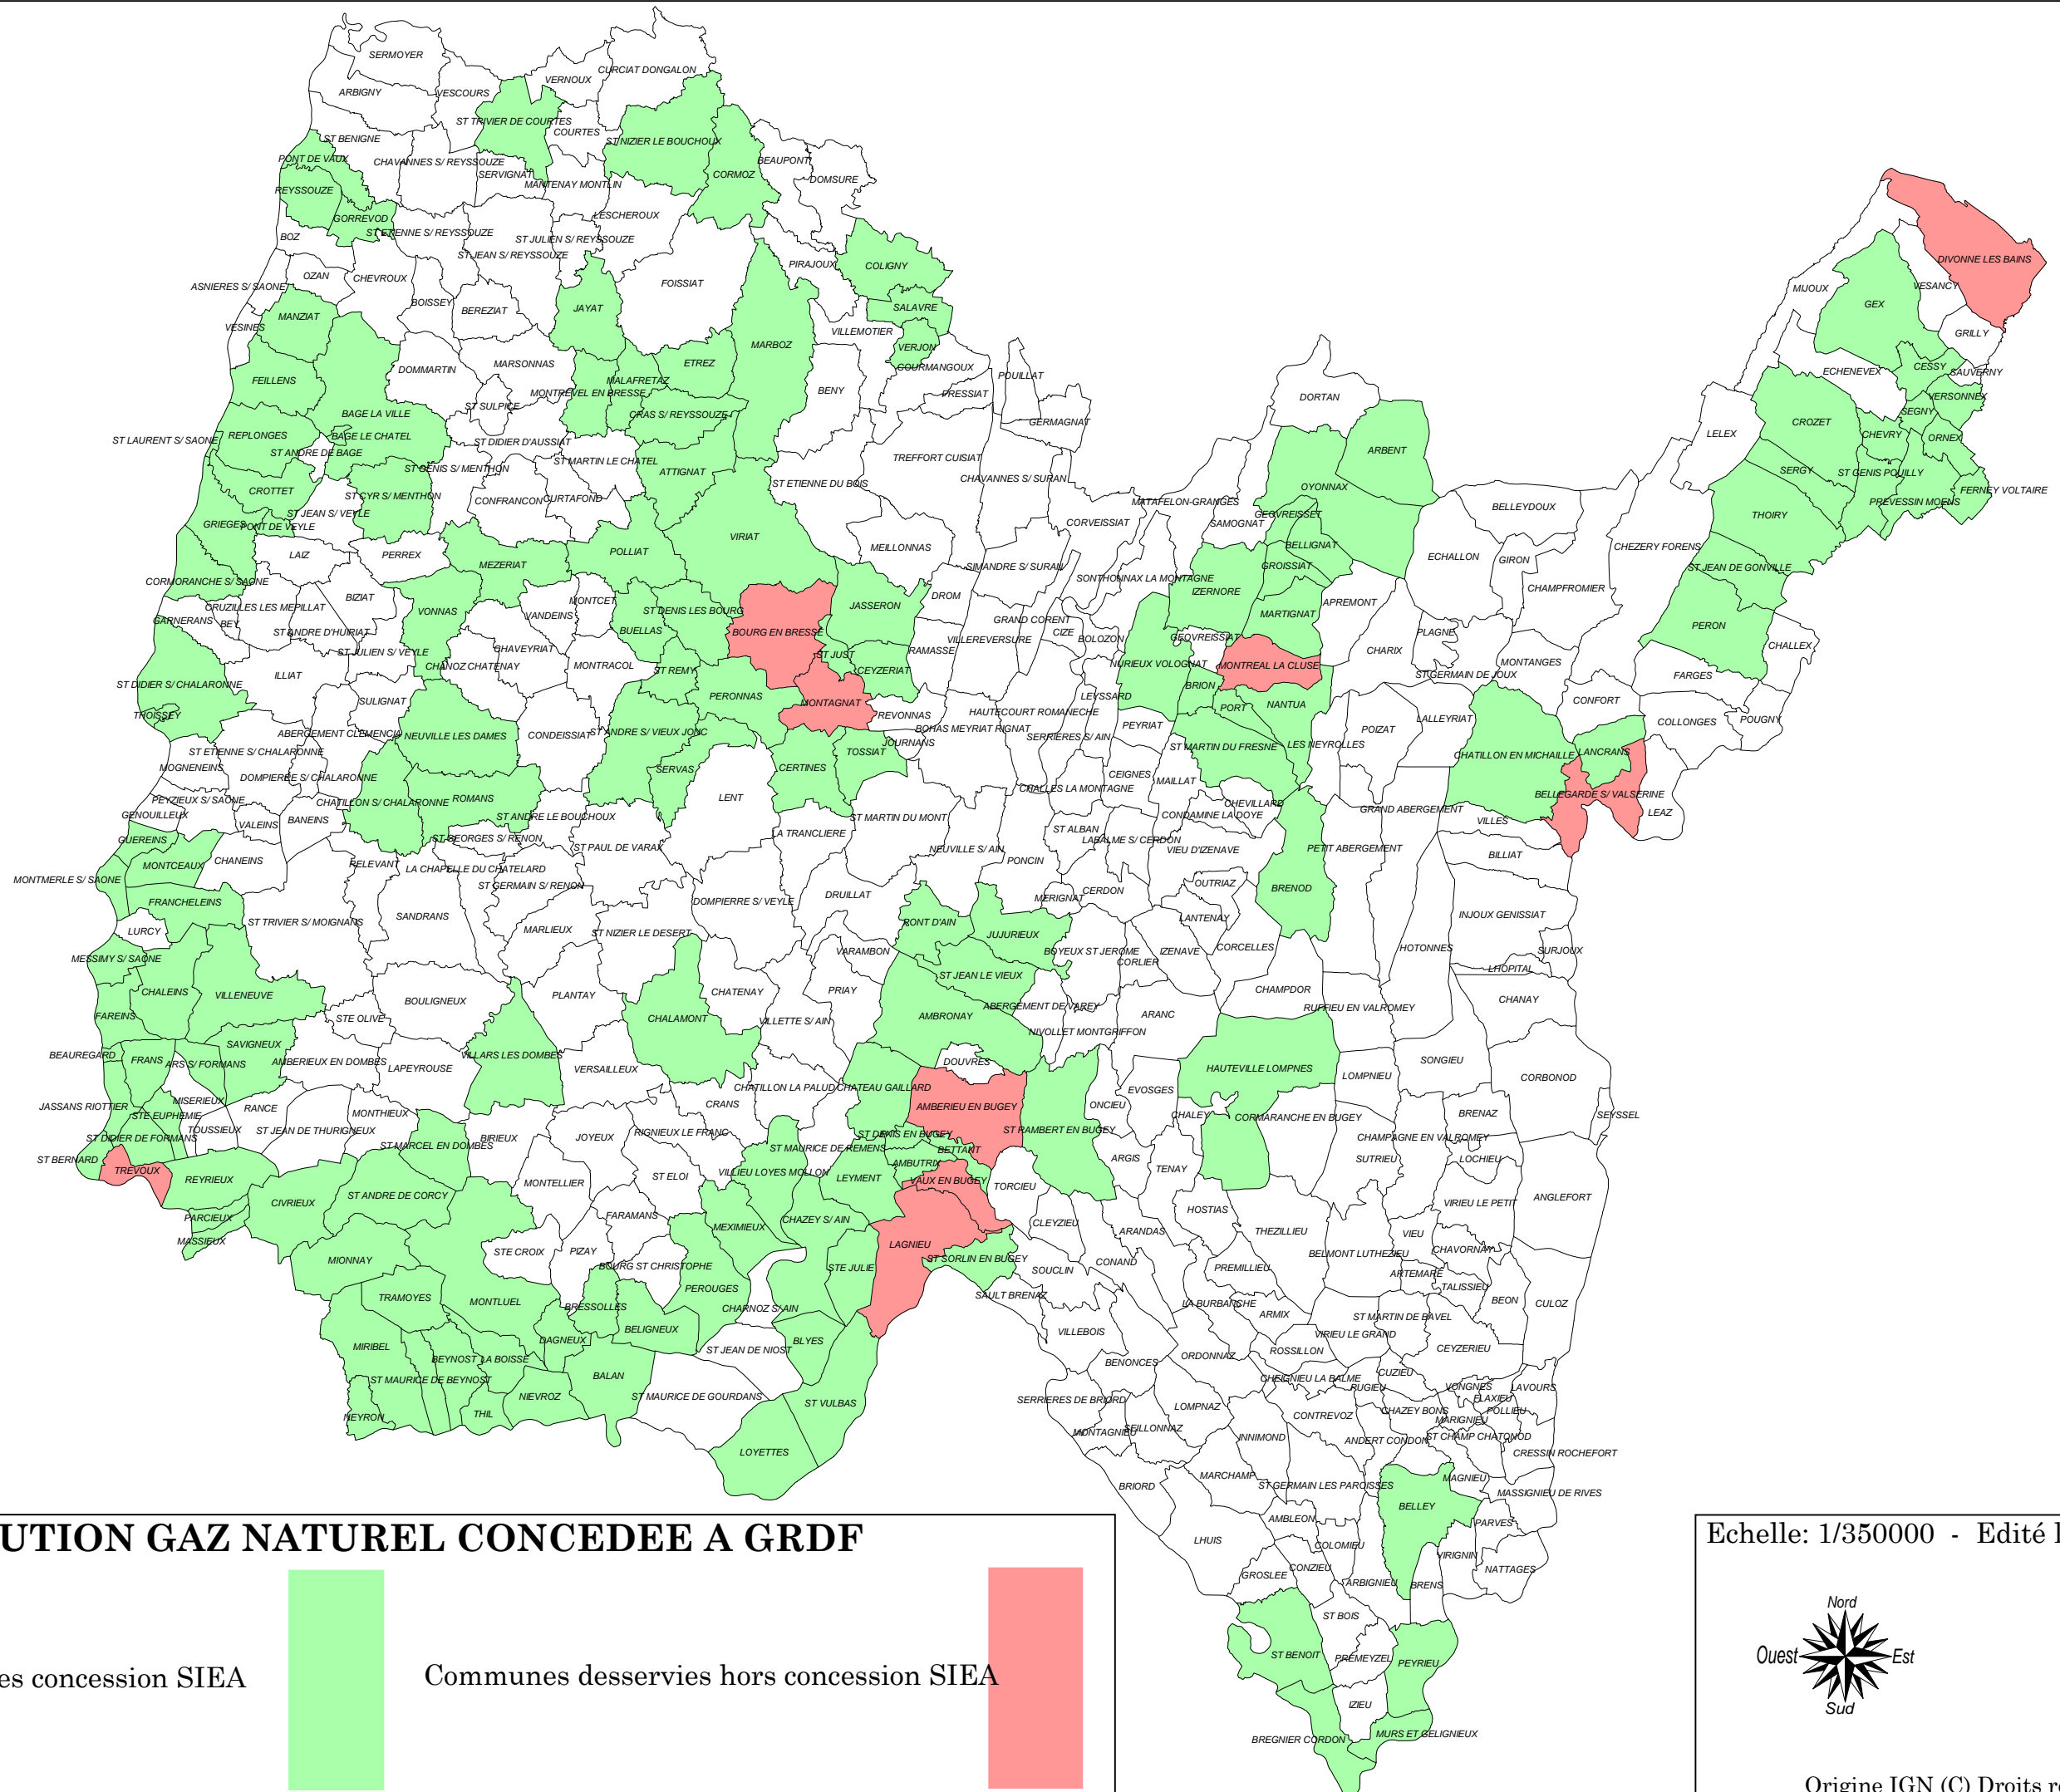 SERMOYER
CURCIAT DONGALON
VERNOUX
ARBIGNY
VESCOURS
ST TRIVIER DE COURTES
COURTES
ST BENIGNE
ST NIZIER LE BOUCHOUX
PONT DE VAUX
CHAVANNES S/ REYSSOUZE
BEAUPONT
SERVIGNAT
CORMOZ
DOMSURE
MANTENAY MONTLIN
REYSSOUZE
GORREVOD
LESCHEROUX
ST ETIENNE S/ REYSSOUZE
BOZ
ST JULIEN S/ REYSSOUZE
ST JEAN S/ REYSSOUZE
PIRAJOUX
COLIGNY
DIVONNE LES BAINS
OZAN
CHEVROUX
FOISSIAT
ASNIERES S/ SAONE
MIJOUX
VESANCY
GEX
BOISSEY
BEREZIAT
JAYAT
SALAVRE
MANZIAT
VESINES
VILLEMOTIER
GRILLY
MARBOZ
VERJON
DOMMARTIN
MARSONNAS
ETREZ
COURMANGOUX
CESSY
SAUVERNY
ECHENEVEX
FEILLENS
MALAFRETAZ
POUILLAT
MONTREVEL EN BRESSE
BENY
PRESSIAT
DORTAN
VERSONNEX
ST SULPICE
BAGE LA VILLE
CRAS S/ REYSSOUZE
SEGNY
GERMAGNAT
CROZET
REPLONGES
BAGE LE CHATEL
LELEX
CHEVRY
ORNEX
ST LAURENT S/ SAONE
ST DIDIER D'AUSSIAT
ST ANDRE DE BAGE
ARBENT
TREFFORT CUISIAT
ST MARTIN LE CHATEL
ST GENIS S/ MENTHON
ATTIGNAT
SERGY
ST GENIS POUILLY
CHAVANNES S/ SURAN
ST ETIENNE DU BOIS
OYONNAX
CROTTET
ST CYR S/ MENTHON
CONFRANCON
CURTAFOND
FERNEY VOLTAIRE
PREVESSIN MOENS
MATAFELON-GRANGES
BELLEYDOUX
ST JEAN S/ VEYLE
GEOVREISSET
THOIRY
GRIEGES
PONT DE VEYLE
CORVEISSIAT
SAMOGNAT
VIRIAT
BELLIGNAT
CHEZERY FORENS
MEILLONNAS
LAIZ
PERREX
POLLIAT
ECHALLON
GIRON
MEZERIAT
SIMANDRE S/ SURAN
GROISSIAT
ST JEAN DE GONVILLE
CORMORANCHE S/ SAONE
SONTHONNAX LA MONTAGNE
CHAMPFROMIER
IZERNORE
DROM
BIZIAT
MONTCET
JASSERON
APREMONT
CRUZILLES LES MEPILLAT
VONNAS
ST DENIS LES BOURG
MARTIGNAT
VANDEINS
GARNERANS
BEY
GRAND CORENT
PERON
BUELLAS
BOURG EN BRESSE
ST ANDRE D'HUIRIAT
CIZE
PLAGNE
VILLEREVERSURE
BOLOZON
GEOVREISSIAT
CHALLEX
CHAVEYRIAT
RAMASSE
CHARIX
ST JULIEN S/ VEYLE
ST JUST
MONTANGES
NURIEUX VOLOGNAT
MONTREAL LA CLUSE
CHANOZ CHATENAY
MONTRACOL
ST REMY
CEYZERIAT
ST GERMAIN DE JOUX
FARGES
ILLIAT
ST DIDIER S/ CHALARONNE
BRION
PERONNAS
LEYSSARD
CONFORT
SULIGNAT
MONTAGNAT
NANTUA
PORT
THOISSEY
REVONNAS
HAUTECOURT ROMANECHE
LALLEYRIAT
COLLONGES
POUGNY
PEYRIAT
BOHAS MEYRIAT RIGNAT
POIZAT
ABERGEMENT CLEMENCIA
NEUVILLE LES DAMES
CONDEISSIAT
ST ANDRE S/ VIEUX JONC
SERRIERES S/ AIN
JOURNANS
ST MARTIN DU FRESNE
LES NEYROLLES
ST ETIENNE S/ CHALARONNE
TOSSIAT
LANCRANS
CHATILLON EN MICHAILLE
MOGNENEINS
SERVAS
CERTINES
DOMPIERRE S/ CHALARONNE
CEIGNES
MAILLAT
CHALLES LA MONTAGNE
BELLEGARDE S/ VALSERINE
PEYZIEUX S/ SAONE
CHATILLON S/ CHALARONNE
ROMANS
LENT
CHEVILLARD
GRAND ABERGEMENT
LEAZ
GENOUILLEUX
ST ANDRE LE BOUCHOUX
ST MARTIN DU MONT
CONDAMINE LA DOYE
BANEINS
VALEINS
VILLES
ST ALBAN
LA TRANCLIERE
GUEREINS
ST GEORGES S/ RENON
LABALME S/ CERDON
ST PAUL DE VARAX
NEUVILLE S/ AIN
VIEU D'IZENAVE
PETIT ABERGEMENT
BILLIAT
CHANEINS
PONCIN
MONTCEAUX
RELEVANT
LA CHAPELLE DU CHATELARD
MONTMERLE S/ SAONE
ST GERMAIN S/ RENON
OUTRIAZ
BRENOD
CERDON
DRUILLAT
MERIGNAT
FRANCHELEINS
DOMPIERRE S/ VEYLE
INJOUX GENISSIAT
SANDRANS
LANTENAY
ST TRIVIER S/ MOIGNANS
PONT D'AIN
LURCY
MARLIEUX
ST NIZIER LE DESERT
JUJURIEUX
CORCELLES
HOTONNES
BOYEUX ST JEROME
IZENAVE
VARAMBON
SURJOUX
MESSIMY S/ SAONE
CORLIER
LHOPITAL
ST JEAN LE VIEUX
CHALEINS
VILLENEUVE
BOULIGNEUX
PLANTAY
CHATENAY
PRIAY
CHAMPDOR
CHANAY
ABERGEMENT DE VAREY
RUFFIEU EN VALROMEY
FAREINS
STE OLIVE
CHALAMONT
VILLETTE S/ AIN
AMBRONAY
ARANC
NIVOLLET MONTGRIFFON
SAVIGNEUX
BEAUREGARD
FRANS
ARS S/ FORMANS
AMBERIEUX EN DOMBES
LAPEYROUSE
VILLARS LES DOMBES
VERSAILLEUX
DOUVRES
HAUTEVILLE LOMPNES
SONGIEU
LOMPNIEU
CORBONOD
CHATILLON LA PALUD
CHATEAU GAILLARD
EVOSGES
JASSANS RIOTTIER
MISERIEUX
RANCE
MONTHIEUX
CRANS
AMBERIEU EN BUGEY
ONCIEU
STE EUPHEMIE
CHALEY
CORMARANCHE EN BUGEY
BRENAZ
SEYSSEL
TOUSSIEUX
ST JEAN DE THURIGNEUX
ST DIDIER DE FORMANS
ST MARCEL EN DOMBES
BIRIEUX
JOYEUX
RIGNIEUX LE FRANC
ST DENIS EN BUGEY
ST RAMBERT EN BUGEY
CHAMPAGNE EN VALROMEY
ST MAURICE DE REMENS
BETTANT
ST BERNARD
TREVOUX
AMBUTRIX
ARGIS
TENAY
SUTRIEU
LOCHIEU
REYRIEUX
MONTELLIER
ST ELOI
VILLIEU LOYES MOLLON
LEYMENT
VAUX EN BUGEY
TORCIEU
ST ANDRE DE CORCY
CIVRIEUX
VIRIEU LE PETIT
ANGLEFORT
PARCIEUX
FARAMANS
MEXIMIEUX
CHAZEY S/ AIN
CLEYZIEU
HOSTIAS
MASSIEUX
ARANDAS
THEZILLIEU
VIEU
LAGNIEU
MIONNAY
STE CROIX
PIZAY
BOURG ST CHRISTOPHE
STE JULIE
ST SORLIN EN BUGEY
BELMONT LUTHEZIEU
CHAVORNAY
SOUCLIN
CONAND
PREMILLIEU
ARTEMARE
TALISSIEU
PEROUGES
TRAMOYES
MONTLUEL
BRESSOLLES
CHARNOZ S/ AIN
SAULT BRENAZ
LA BURBANCHE
ARMIX
BEON
CULOZ
ST MARTIN DE BAVEL
MIRIBEL
DAGNEUX
BELIGNEUX
BLYES
VILLEBOIS
VIRIEU LE GRAND
ST JEAN DE NIOST
ROSSILLON
CEYZERIEU
BEYNOST
LA BOISSE
BENONCES
ORDONNAZ
ST MAURICE DE BEYNOST
BALAN
CHEIGNIEU LA BALME
CUZIEU
RUGIEU
VONGNES
LAVOURS
NIEVROZ
ST MAURICE DE GOURDANS
ST VULBAS
SERRIERES DE BRIORD
LOMPNAZ
FLAXIEU
NEYRON
THIL
CONTREVOZ
CHAZEY BONS
POLLIEU
MARIGNIEU
MONTAGNIEU
SEILLONNAZ
INNIMOND
ANDERT CONDON
ST CHAMP CHATONOD
LOYETTES
CRESSIN ROCHEFORT
BRIORD
MARCHAMP
ST GERMAIN LES PAROISSES
MAGNIEU
MASSIGNIEU DE RIVES
BELLEY
AMBLEON
PARVES
LHUIS
COLOMIEU
VIRIGNIN
NATTAGES
GROSLEE
CONZIEU
ARBIGNIEU
BRENS
ST BOIS
ST BENOIT
PREMEYZEL
PEYRIEU
IZIEU
BREGNIER CORDON
MURS ET GELIGNIEUX
UTION GAZ NATUREL CONCEDEE A GRDF
es concession SIEA
Communes desservies hors concession SIEA
Echelle: 1/350000 - Edité l
Nord
Ouest
Est
Sud
Origine IGN (C) Droits r